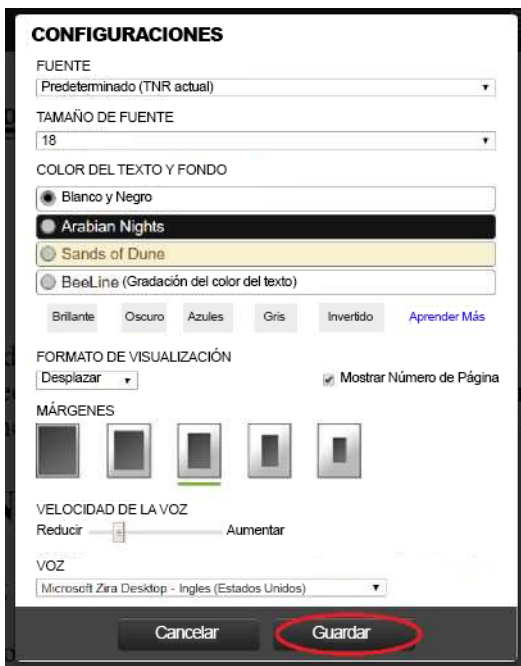 CONFIGURACIONES
FUENTE
Predeterminado (TNR actual)
TAMAÑO DE FUENTE
18
COLOR DEL TEXTO Y FONDO
Blanco y Negro
Arabian Nights
Sands of Dune
BeeLine (Gradación del color del texto)
Brillante Oscuro Azules Gris Invertido Aprender Más
FORMATO DE VISUALIZACIÓN
Desplazar Mostrar Número de Página
MÁRGENES
VELOCIDAD DE LA VOZ
Reducir Aumentar
VOZ
Microsoft Zira Desktop - Ingles (Estados Unidos)
Cancelar Guardar